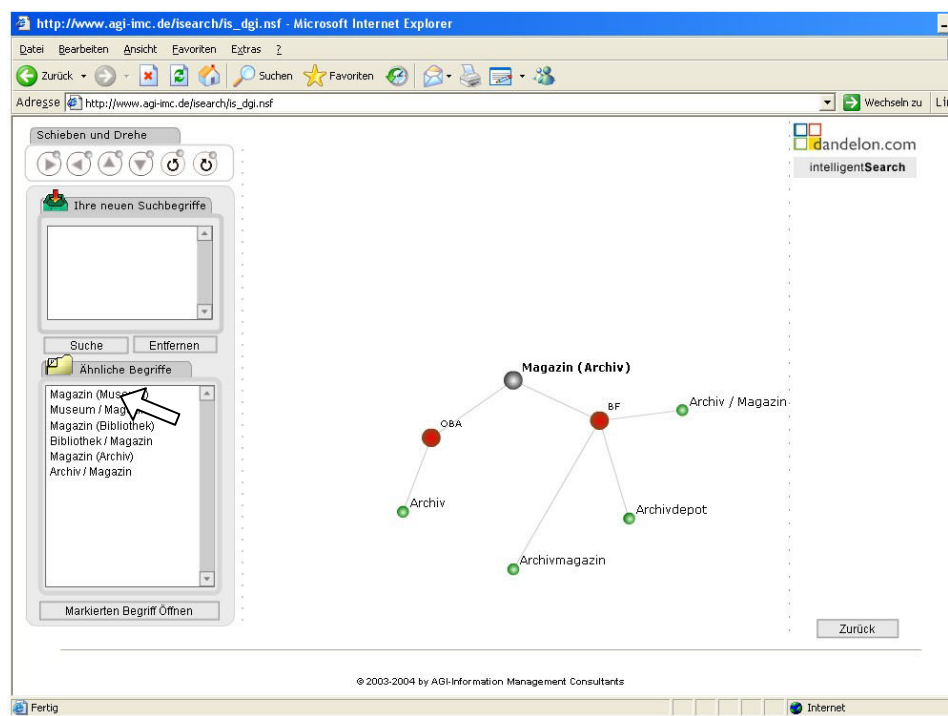 http://www.agi-imc.de/isearch/is_dgi.nsf - Microsoft Internet Explorer
Datei Bearbeiten Ansicht Favoriten Extras ?
Zurück Suchen Favoriten
Adresse http://www.agi-imc.de/isearch/is_dgi.nsf Wechseln zu
Schieben und Drehe
dandelon.com
intelligentSearch
Ihre neuen Suchbegriffe
Suche Entfernen
Ähnliche Begriffe
Magazin
Museum /
Magazin (Bibliothek)
Bibliothek / Magazin
Magazin (Archiv)
Archiv / Magazin
Markierten Begriff Öffnen
Magazin (Archiv)
OBA
BF
Archiv / Magazin
Archiv
Archivdepot
Archivmagazin
Zurück
© 2003-2004 by AGI-Information Management Consultants
Fertig Internet